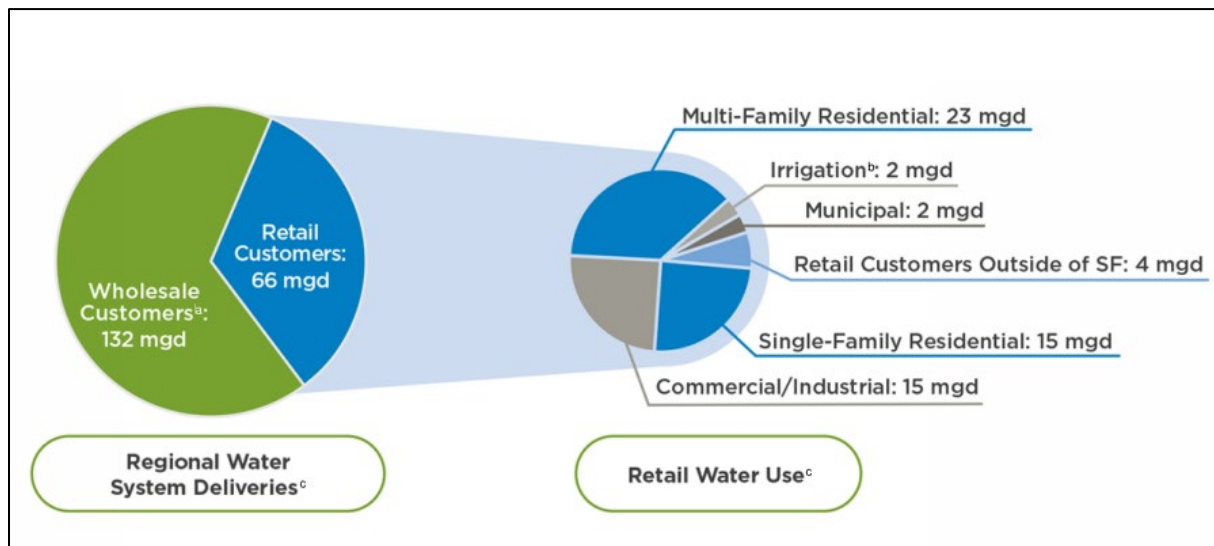 Multi-Family Residential: 23 mgd
Irrigationᵇ: 2 mgd
Municipal: 2 mgd
Retail Customers Outside of SF: 4 mgd
Single-Family Residential: 15 mgd
Commercial/Industrial: 15 mgd
Retail
Customers:
66 mgd
Wholesale
Customersᵃ:
132 mgd
Regional Water
System Deliveriesᶜ
Retail Water Useᶜ